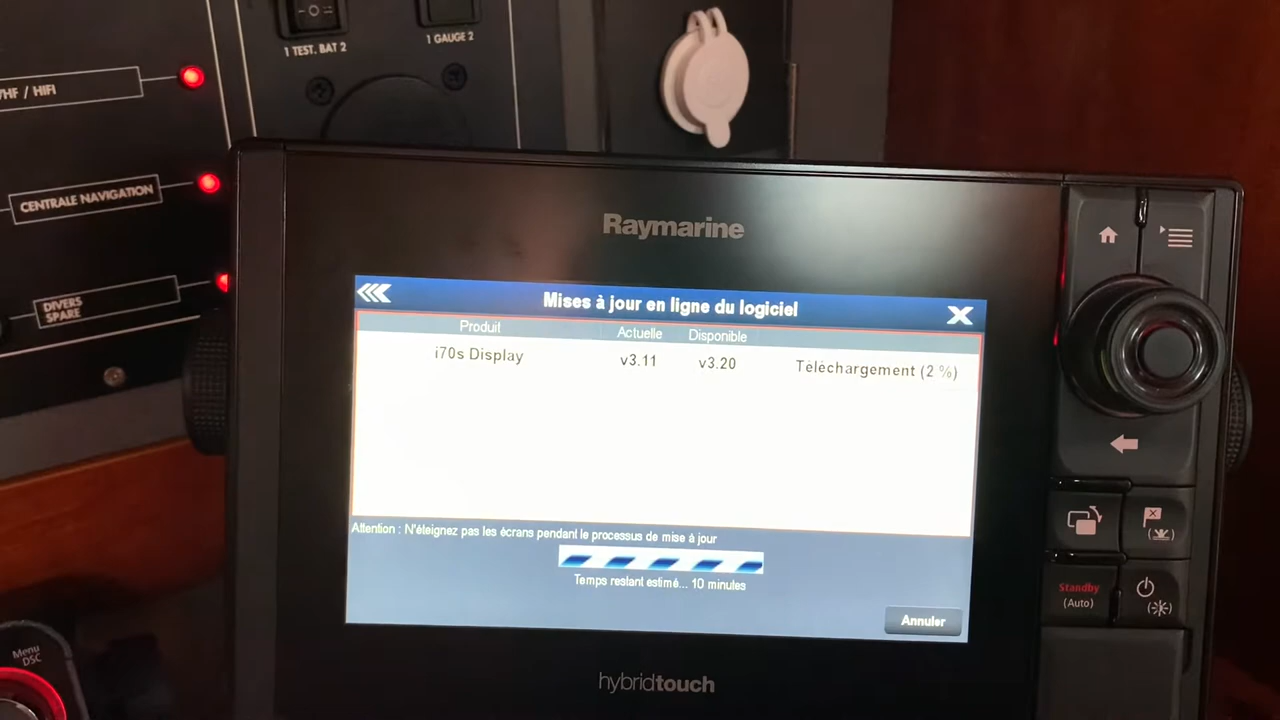 1 TEST. BAT 2
1 GAUGE 2
VHF / HIFI
CENTRALE NAVIGATION
DIVERS
SPARE
Raymarine
Mises à jour en ligne du logiciel
Produit Actuelle Disponible
i70s Display v3.11 v3.20 Téléchargement (2 %)
Attention : N'éteignez pas les écrans pendant le processus de mise à jour
Temps restant estimé... 10 minutes
Annuler
Standby
(Auto)
Menu
DSC
hybridtouch